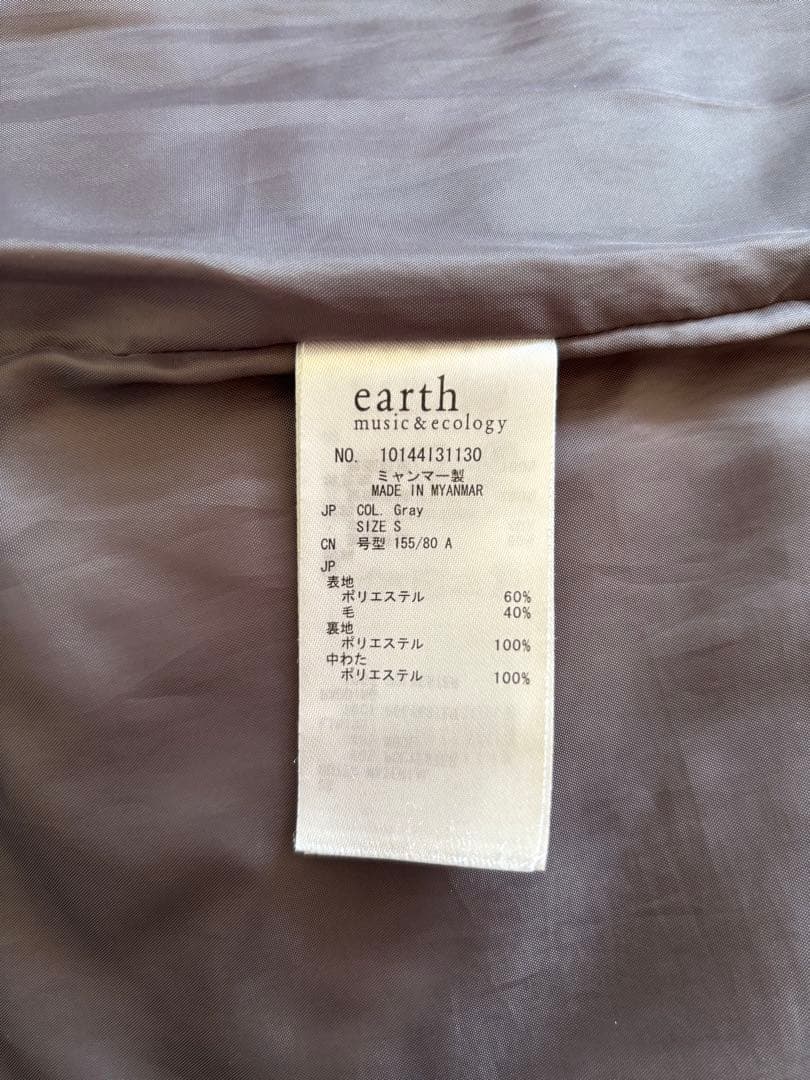 earth
music&ecology
NO. 10144I31130
ミャンマー製
MADE IN MYANMAR
JP COL. Gray
SIZE S
CN 号型 155/80 A
JP
表地
ポリエステル 60%
毛 40%
裏地
ポリエステル 100%
中わた
ポリエステル 100%